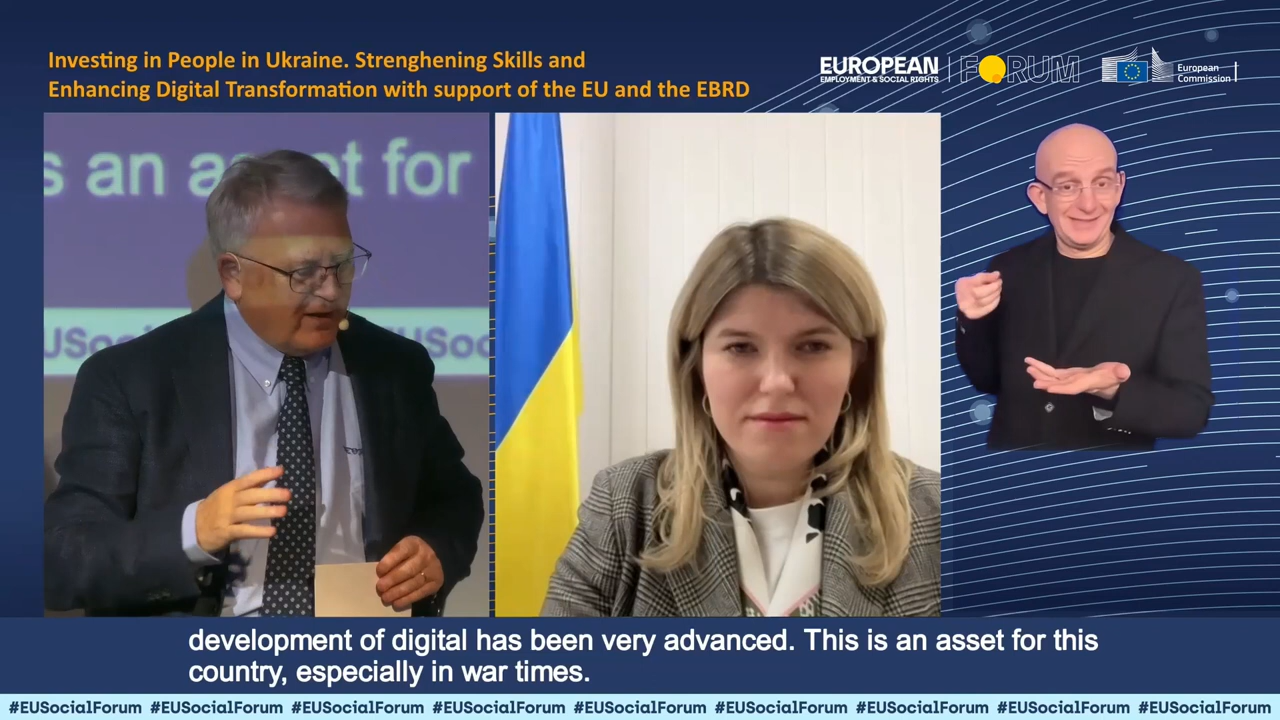 Investing in People in Ukraine. Strenghening Skills and
Enhancing Digital Transformation with support of the EU and the EBRD
EUROPEAN
EMPLOYMENT & SOCIAL RIGHTS
FORUM
European
Commission
s an asset for
USoci
EUSoc
development of digital has been very advanced. This is an asset for this
country, especially in war times.
#EUSocialForum #EUSocialForum #EUSocialForum #EUSocialForum #EUSocialForum #EUSocialForum #EUSocialForum #EUSocialForum #EUSocialForum